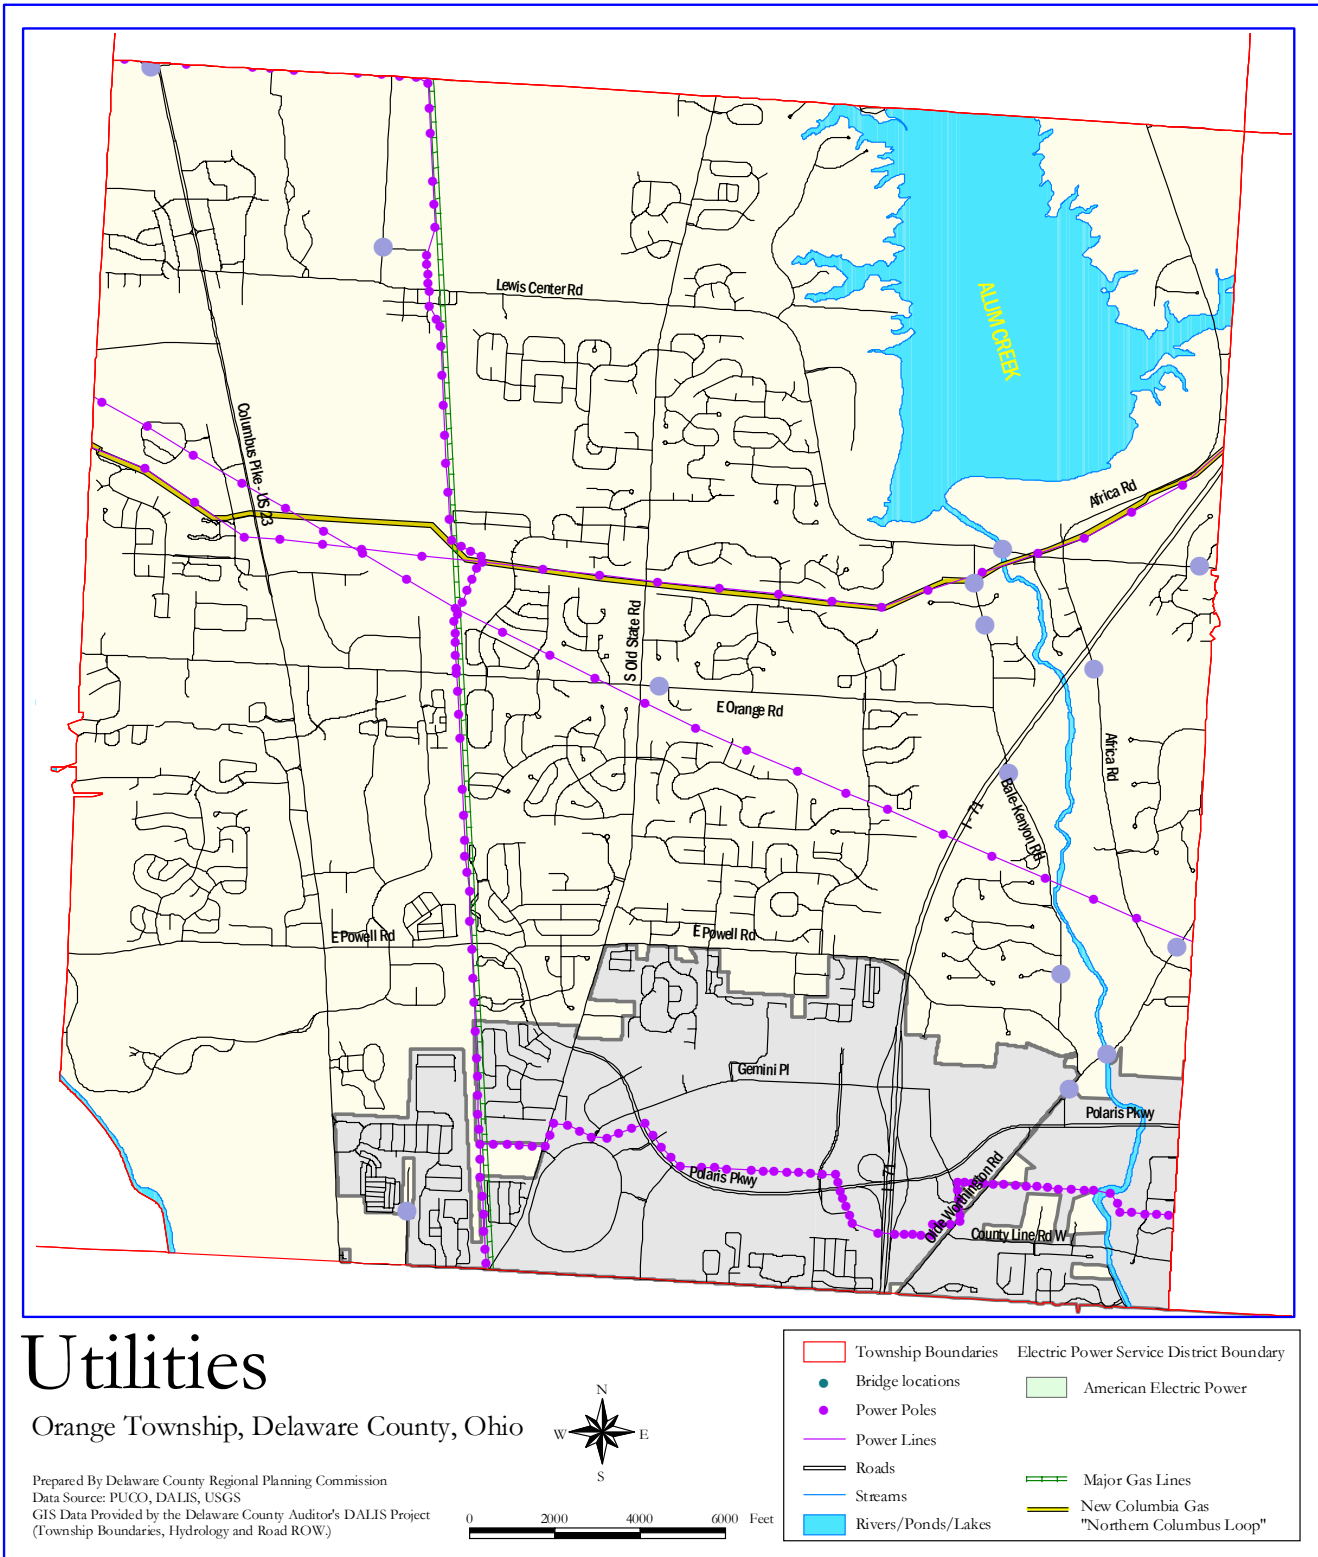 Lewis Center Rd
ALUM CREEK
Columbus Pike - US 23
Africa Rd
S Old State Rd
E Orange Rd
Africa Rd
I - 71
Bale-Kenyon Rd
E Powell Rd
E Powell Rd
Gemini Pl
Polaris Pkwy
Polaris Pkwy
I - 71
Olde Worthington Rd
County Line Rd W
Utilities
Orange Township, Delaware County, Ohio
Prepared By Delaware County Regional Planning Commission
Data Source: PUCO, DALIS, USGS
GIS Data Provided by the Delaware County Auditor's DALIS Project
(Township Boundaries, Hydrology and Road ROW.)
N
W E
S
0 2000 4000 6000 Feet
Township Boundaries
Bridge locations
Power Poles
Power Lines
Roads
Streams
Rivers/Ponds/Lakes
Electric Power Service District Boundary
American Electric Power
Major Gas Lines
New Columbia Gas
"Northern Columbus Loop"